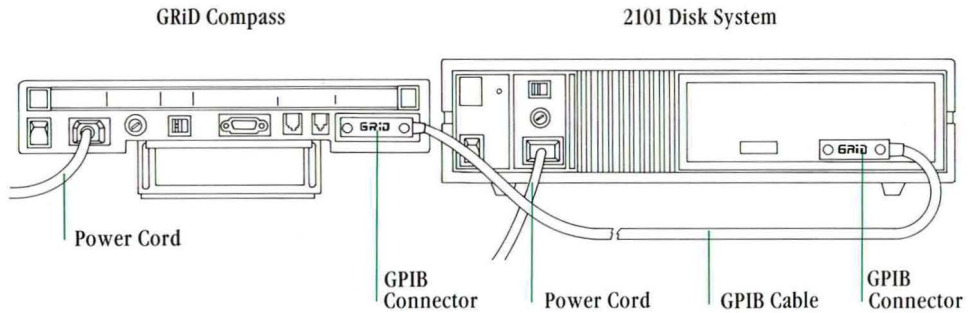 GRiD Compass
2101 Disk System
GRiD
GRiD
Power Cord
GPIB
Connector
Power Cord
GPIB Cable
GPIB
Connector